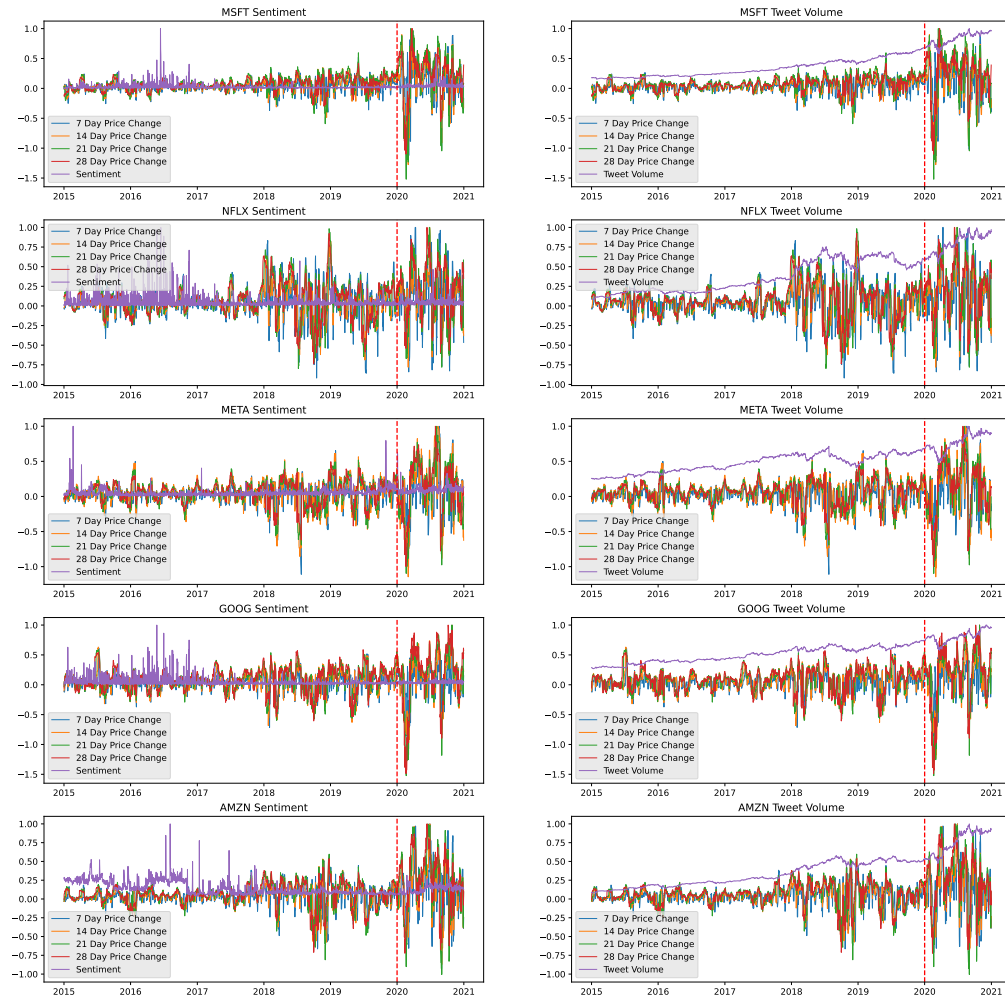 MSFT Sentiment
1.0
0.5
0.0
−0.5
−1.0
−1.5
7 Day Price Change
14 Day Price Change
21 Day Price Change
28 Day Price Change
Sentiment
2015 2016 2017 2018 2019 2020 2021
MSFT Tweet Volume
1.0
0.5
0.0
−0.5
−1.0
−1.5
7 Day Price Change
14 Day Price Change
21 Day Price Change
28 Day Price Change
Tweet Volume
2015 2016 2017 2018 2019 2020 2021
NFLX Sentiment
1.00
0.75
0.50
0.25
0.00
−0.25
−0.50
−0.75
−1.00
7 Day Price Change
14 Day Price Change
21 Day Price Change
28 Day Price Change
Sentiment
2015 2016 2017 2018 2019 2020 2021
NFLX Tweet Volume
1.00
0.75
0.50
0.25
0.00
−0.25
−0.50
−0.75
−1.00
7 Day Price Change
14 Day Price Change
21 Day Price Change
28 Day Price Change
Tweet Volume
2015 2016 2017 2018 2019 2020 2021
META Sentiment
1.0
0.5
0.0
−0.5
−1.0
7 Day Price Change
14 Day Price Change
21 Day Price Change
28 Day Price Change
Sentiment
2015 2016 2017 2018 2019 2020 2021
META Tweet Volume
1.0
0.5
0.0
−0.5
−1.0
7 Day Price Change
14 Day Price Change
21 Day Price Change
28 Day Price Change
Tweet Volume
2015 2016 2017 2018 2019 2020 2021
GOOG Sentiment
1.0
0.5
0.0
−0.5
−1.0
−1.5
7 Day Price Change
14 Day Price Change
21 Day Price Change
28 Day Price Change
Sentiment
2015 2016 2017 2018 2019 2020 2021
GOOG Tweet Volume
1.0
0.5
0.0
−0.5
−1.0
−1.5
7 Day Price Change
14 Day Price Change
21 Day Price Change
28 Day Price Change
Tweet Volume
2015 2016 2017 2018 2019 2020 2021
AMZN Sentiment
1.00
0.75
0.50
0.25
0.00
−0.25
−0.50
−0.75
−1.00
7 Day Price Change
14 Day Price Change
21 Day Price Change
28 Day Price Change
Sentiment
2015 2016 2017 2018 2019 2020 2021
AMZN Tweet Volume
1.00
0.75
0.50
0.25
0.00
−0.25
−0.50
−0.75
−1.00
7 Day Price Change
14 Day Price Change
21 Day Price Change
28 Day Price Change
Tweet Volume
2015 2016 2017 2018 2019 2020 2021